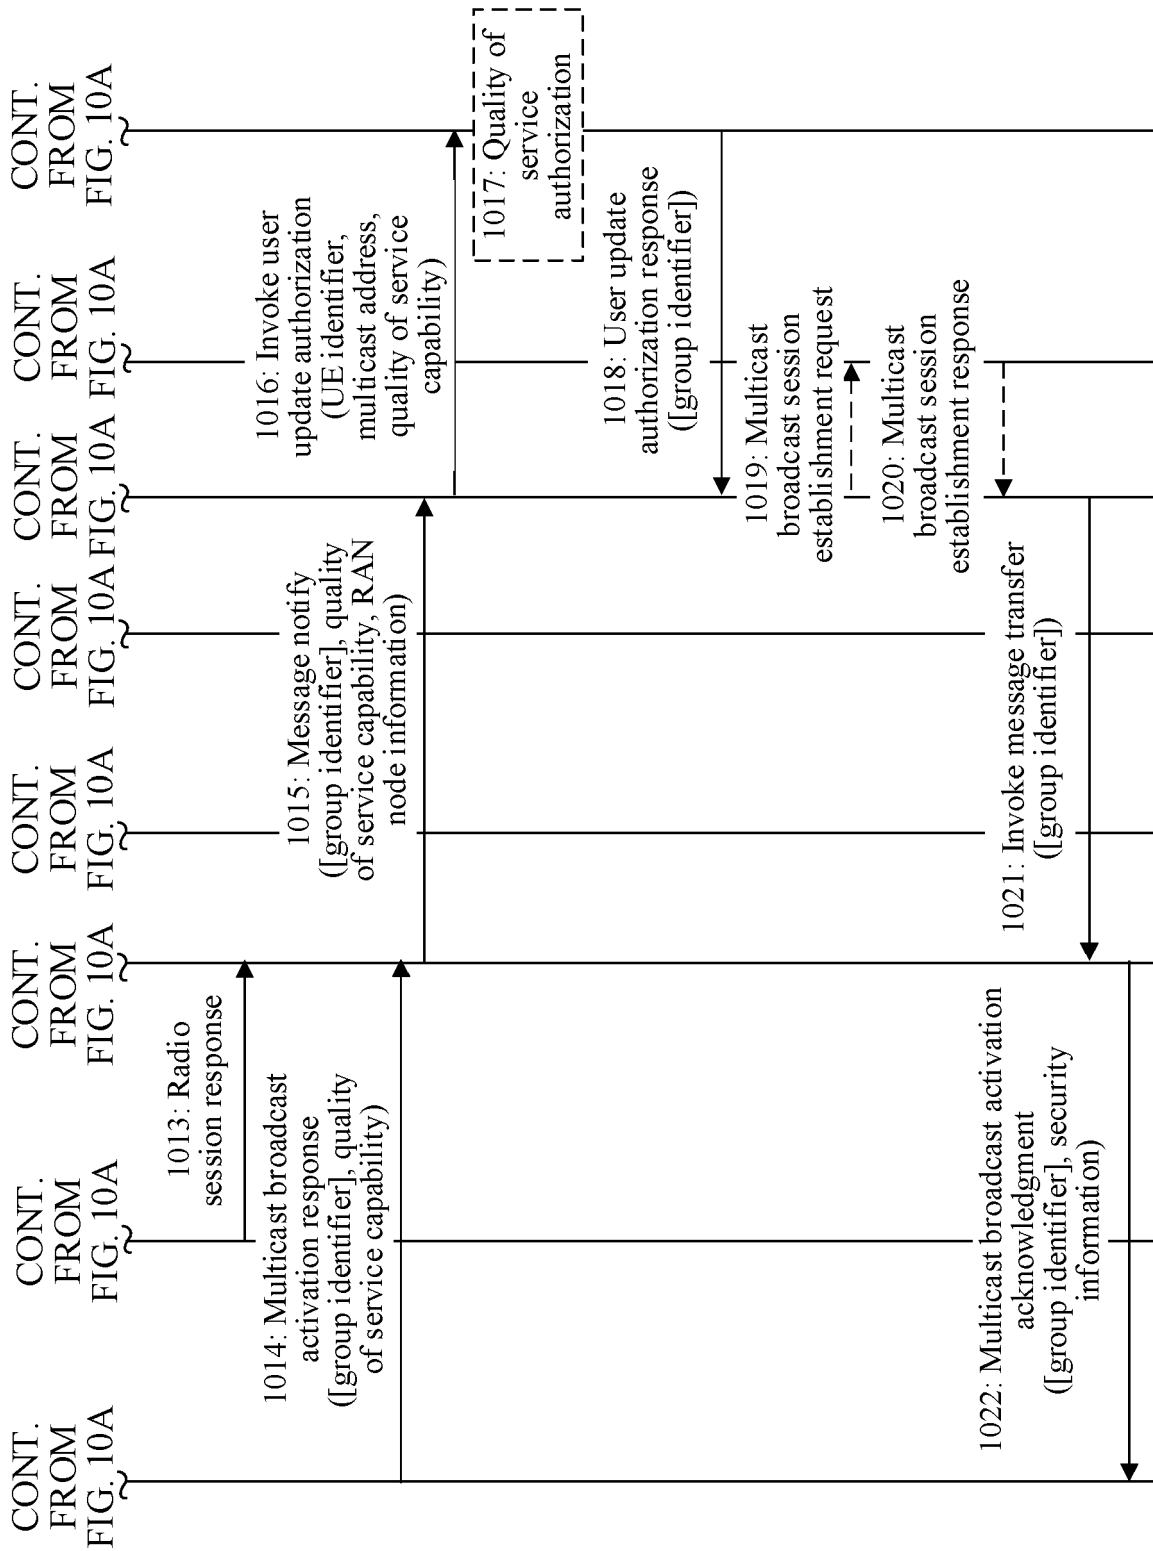 CONT.
FROM
FIG. 10A
CONT.
FROM
FIG. 10A
CONT.
FROM
FIG. 10A
CONT.
FROM
FIG. 10A
CONT.
FROM
FIG. 10A
CONT.
FROM
FIG. 10A
CONT.
FROM
FIG. 10A
CONT.
FROM
FIG. 10A
1013: Radio
session response
1014: Multicast broadcast
activation response
([group identifier], quality
of service capability)
1015: Message notify
([group identifier], quality
of service capability, RAN
node information)
1016: Invoke user
update authorization
(UE identifier,
multicast address,
quality of service
capability)
1017: Quality of
service
authorization
1018: User update
authorization response
([group identifier])
1019: Multicast
broadcast session
establishment request
1020: Multicast
broadcast session
establishment response
1021: Invoke message transfer
([group identifier])
1022: Multicast broadcast activation
acknowledgment
([group identifier], security
information)